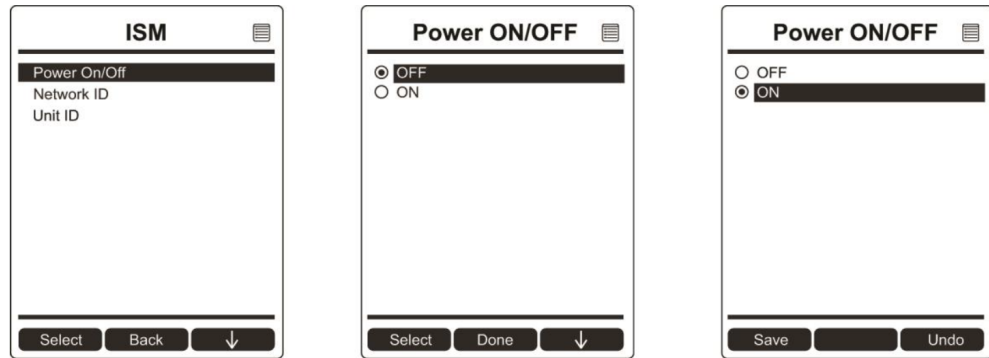 ISM
Power On/Off
Network ID
Unit ID
Select Back ↓
Power ON/OFF
OFF
ON
Select Done ↓
Power ON/OFF
OFF
ON
Save Undo